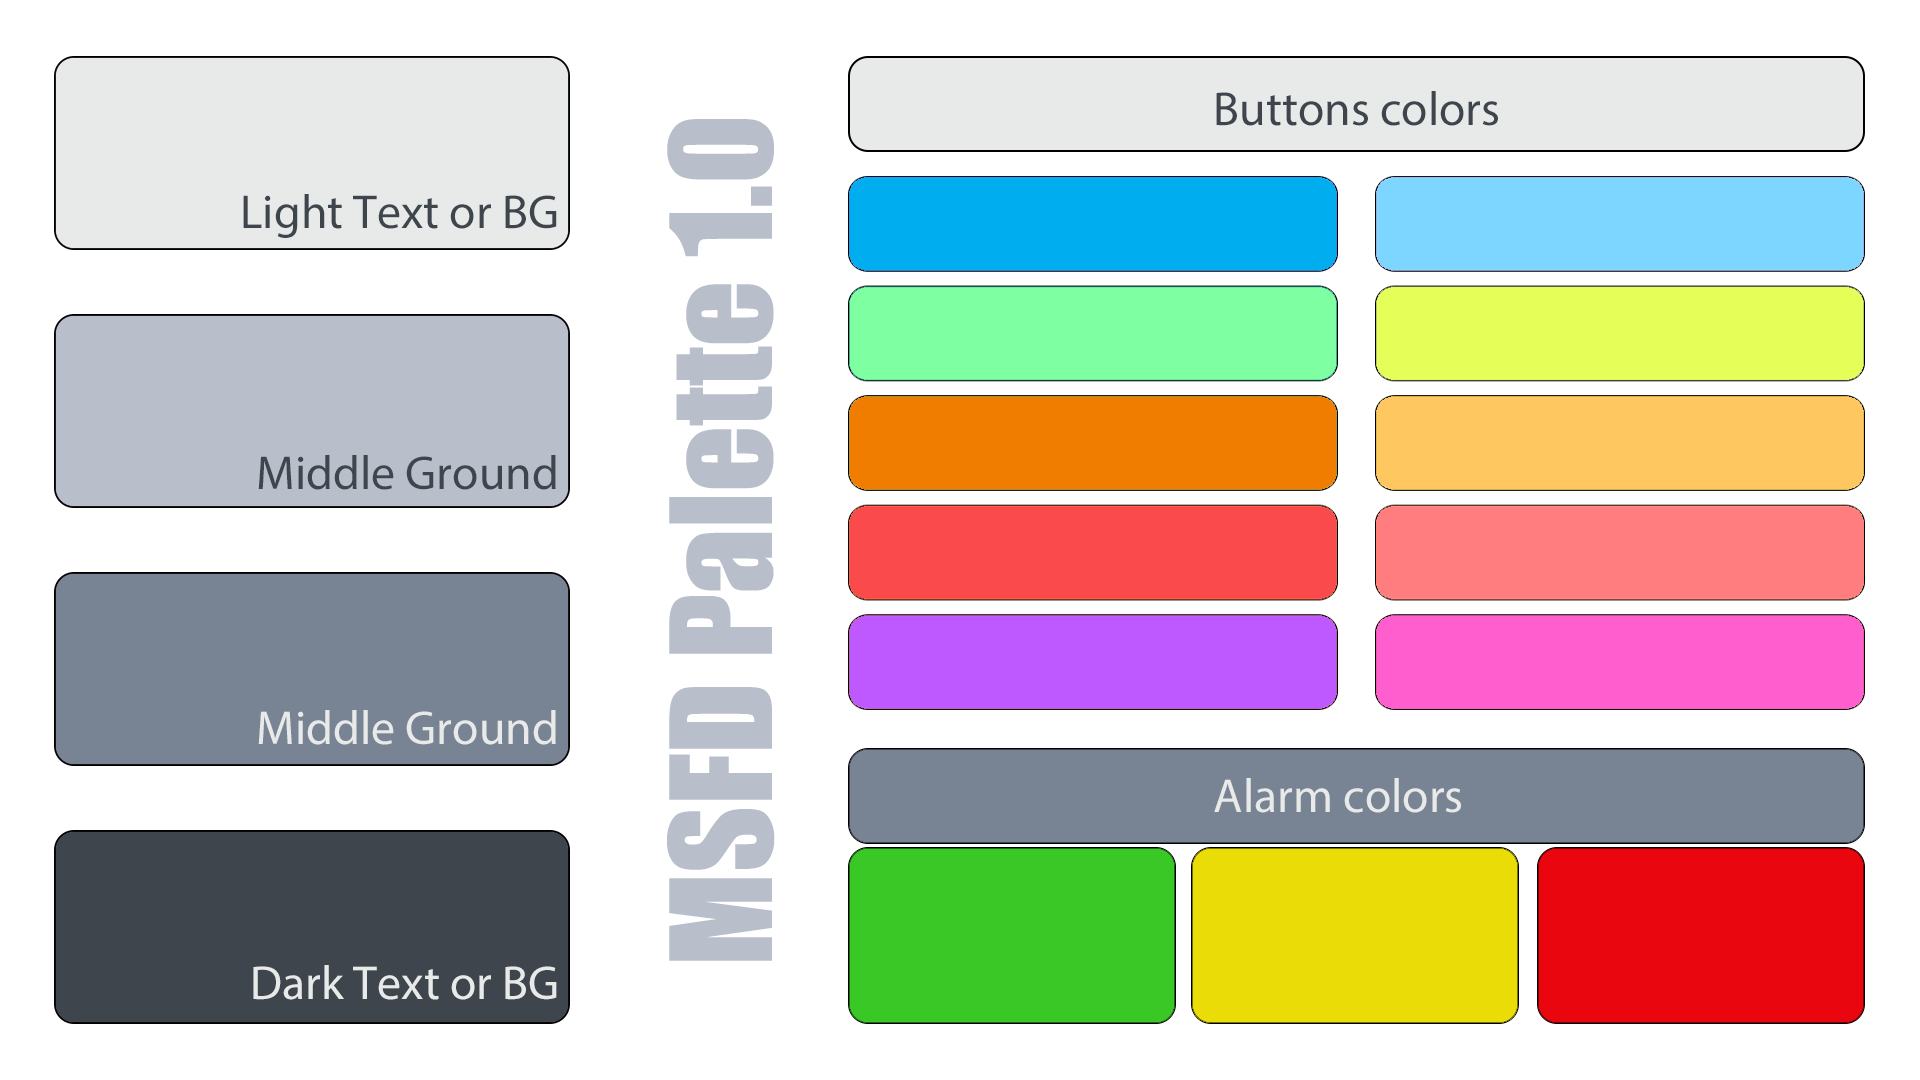 Light Text or BG
Middle Ground
Middle Ground
Dark Text or BG
MSFD Palette 1.0
Buttons colors
Alarm colors